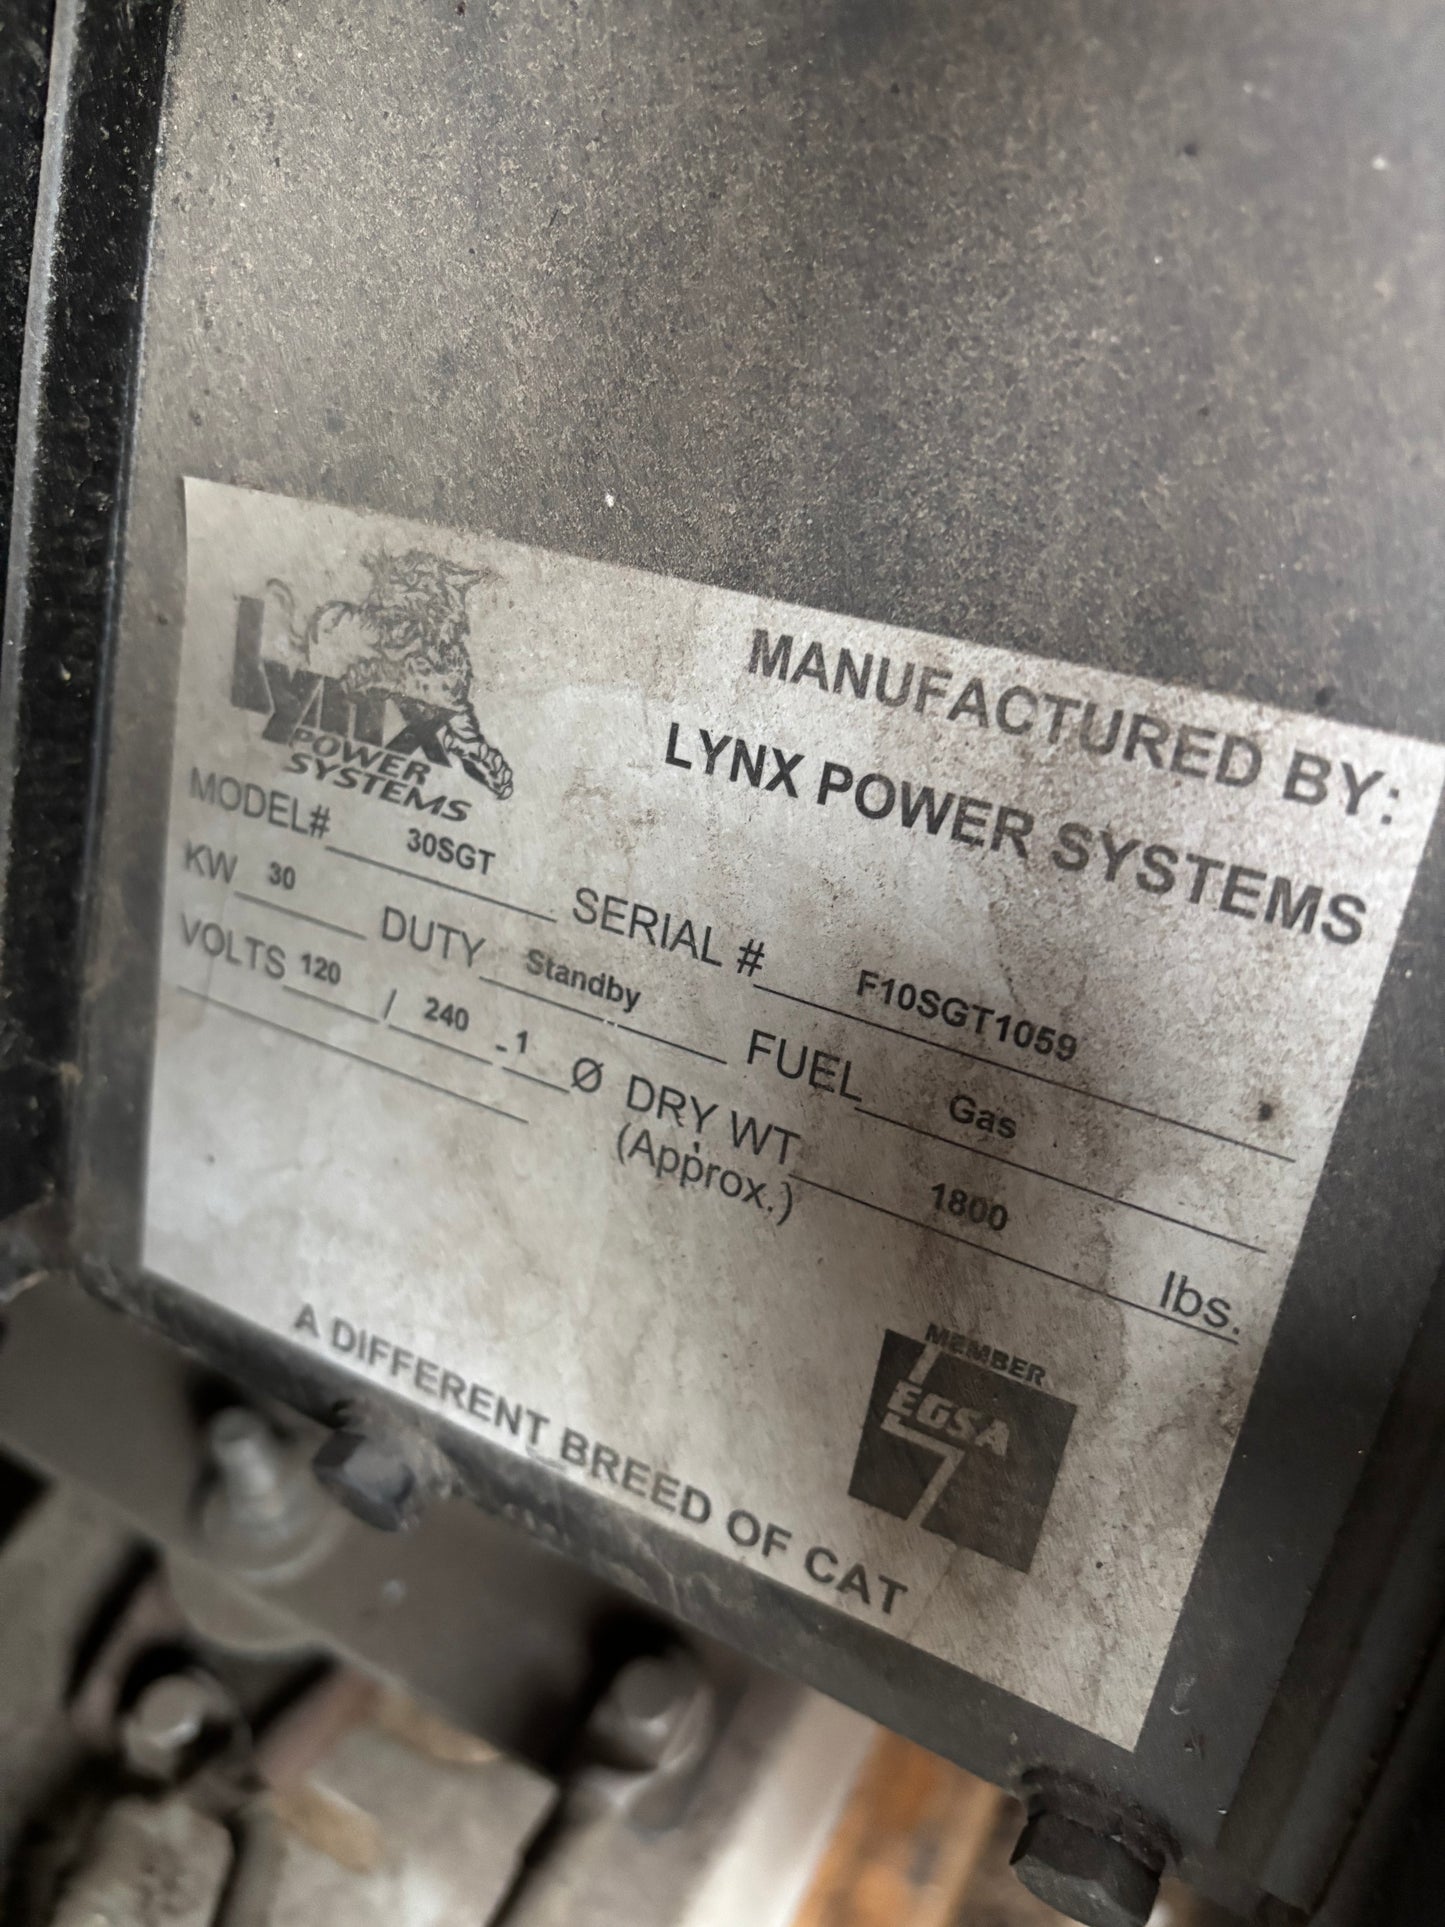 Lynx
POWER
SYSTEMS
MANUFACTURED BY:
LYNX POWER SYSTEMS
MODEL# 30SGT SERIAL # F10SGT1059
KW 30 DUTY Standby FUEL Gas
VOLTS 120 / 240 - 1 Ø DRY WT 1800 lbs.
(Approx.)
A DIFFERENT BREED OF CAT
MEMBER
EGSA